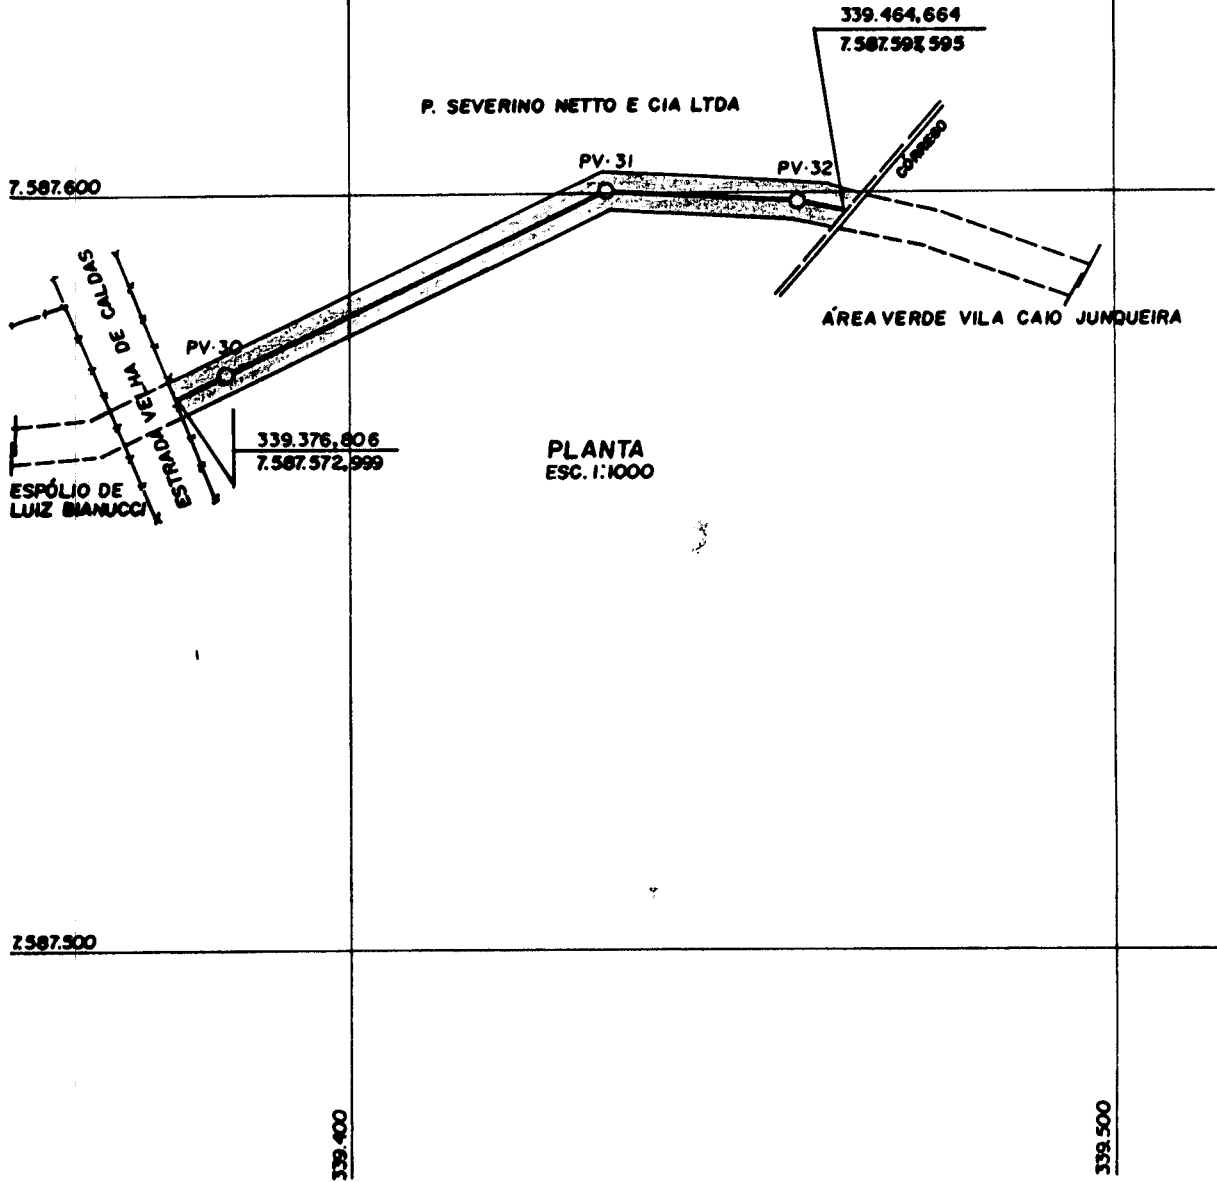 339.464,664
7.587.597,595
P. SEVERINO NETTO E CIA LTDA
PV-31
PV-32
CÓRREGO
7.587.600
ESTRADA VELHA DE CALDAS
ÁREA VERDE VILA CAIO JUNQUEIRA
PV-30
339.376,806
7.587.572,999
PLANTA
ESC. 1:1000
ESPÓLIO DE
LUIZ BIANUCCI
7.587.500
339.400
339.500